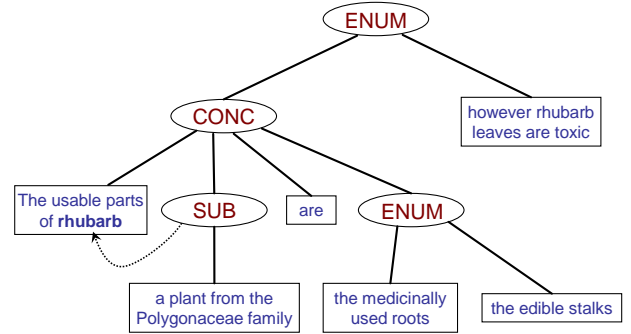 ENUM
CONC
however rhubarb
leaves are toxic
The usable parts
of rhubarb
SUB
are
ENUM
a plant from the
Polygonaceae family
the medicinally
used roots
the edible stalks